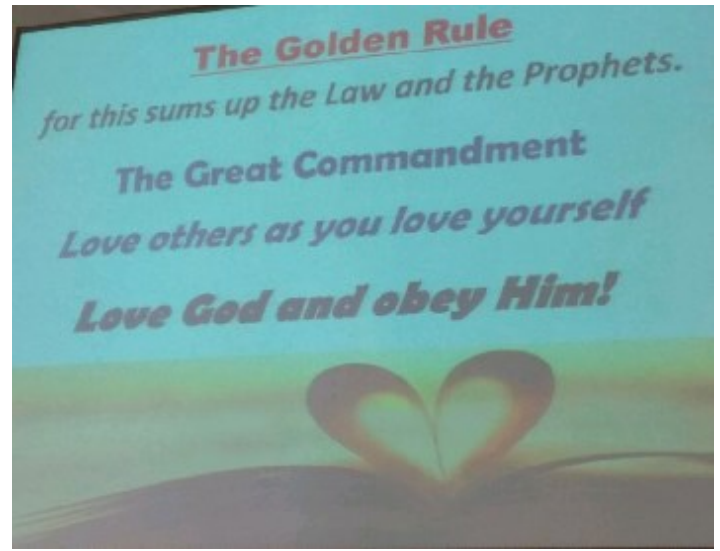 The Golden Rule
for this sums up the Law and the Prophets.
The Great Commandment
Love others as you love yourself
Love God and obey Him!